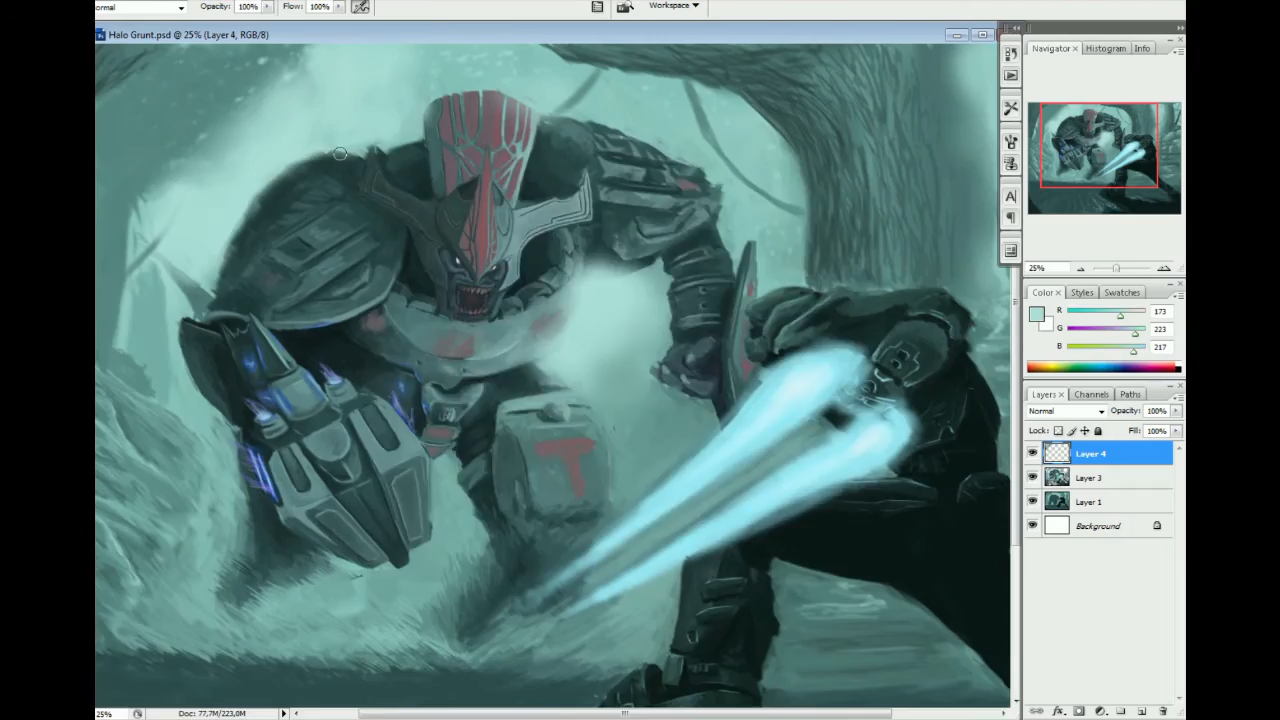 ormal Opacity: 100% Flow: 100% Workspace
Halo Grunt.psd @ 25% (Layer 4, RGB/8)
Navigator × Histogram Info
25%
Color × Styles Swatches
R 173
G 223
B 217
Layers × Channels Paths
Normal Opacity: 100%
Lock: Fill: 100%
Layer 4
Layer 3
Layer 1
Background
A
B
T
25% Doc: 77,7M/223,0M
fx